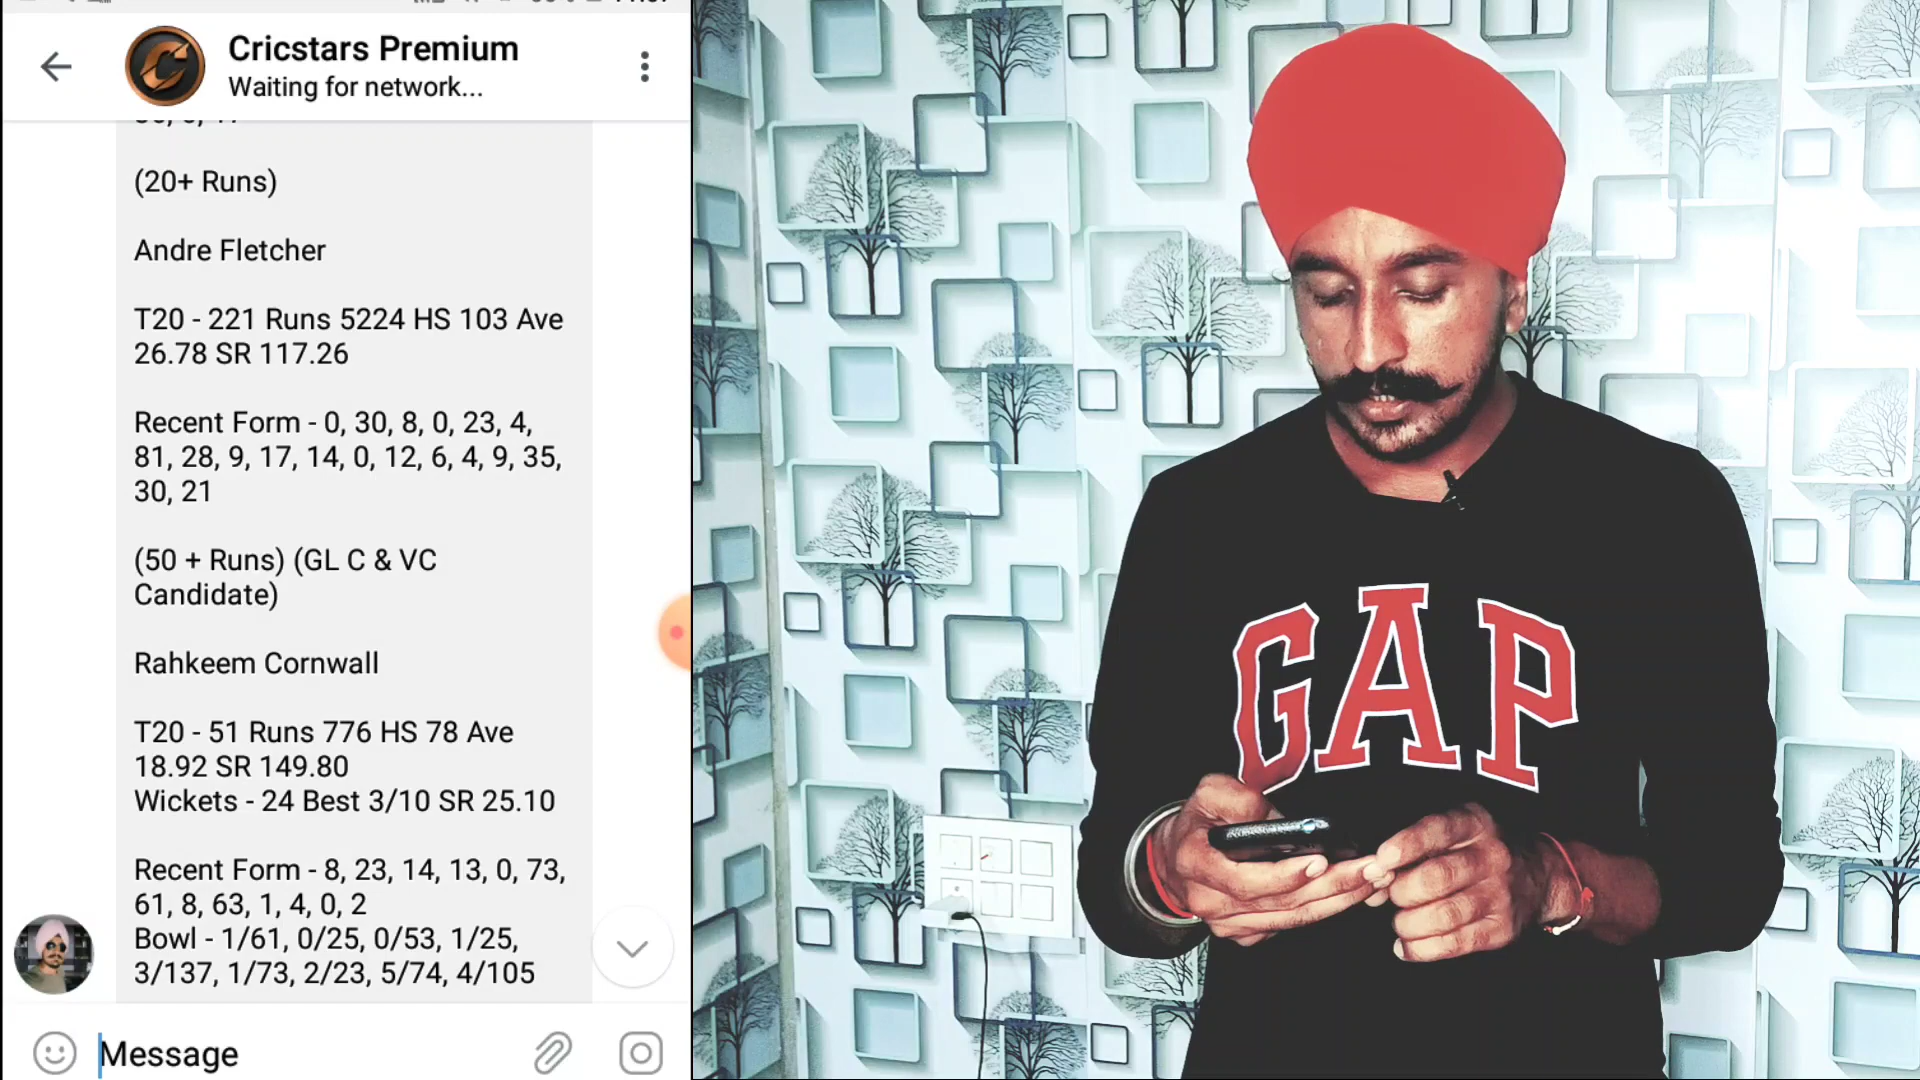 Cricstars Premium
Waiting for network...
(20+ Runs)
Andre Fletcher
T20 - 221 Runs 5224 HS 103 Ave
26.78 SR 117.26
Recent Form - 0, 30, 8, 0, 23, 4,
81, 28, 9, 17, 14, 0, 12, 6, 4, 9, 35,
30, 21
(50 + Runs) (GL C & VC
Candidate)
Rahkeem Cornwall
T20 - 51 Runs 776 HS 78 Ave
18.92 SR 149.80
Wickets - 24 Best 3/10 SR 25.10
Recent Form - 8, 23, 14, 13, 0, 73,
61, 8, 63, 1, 4, 0, 2
Bowl - 1/61, 0/25, 0/53, 1/25,
3/137, 1/73, 2/23, 5/74, 4/105
Message
GAP